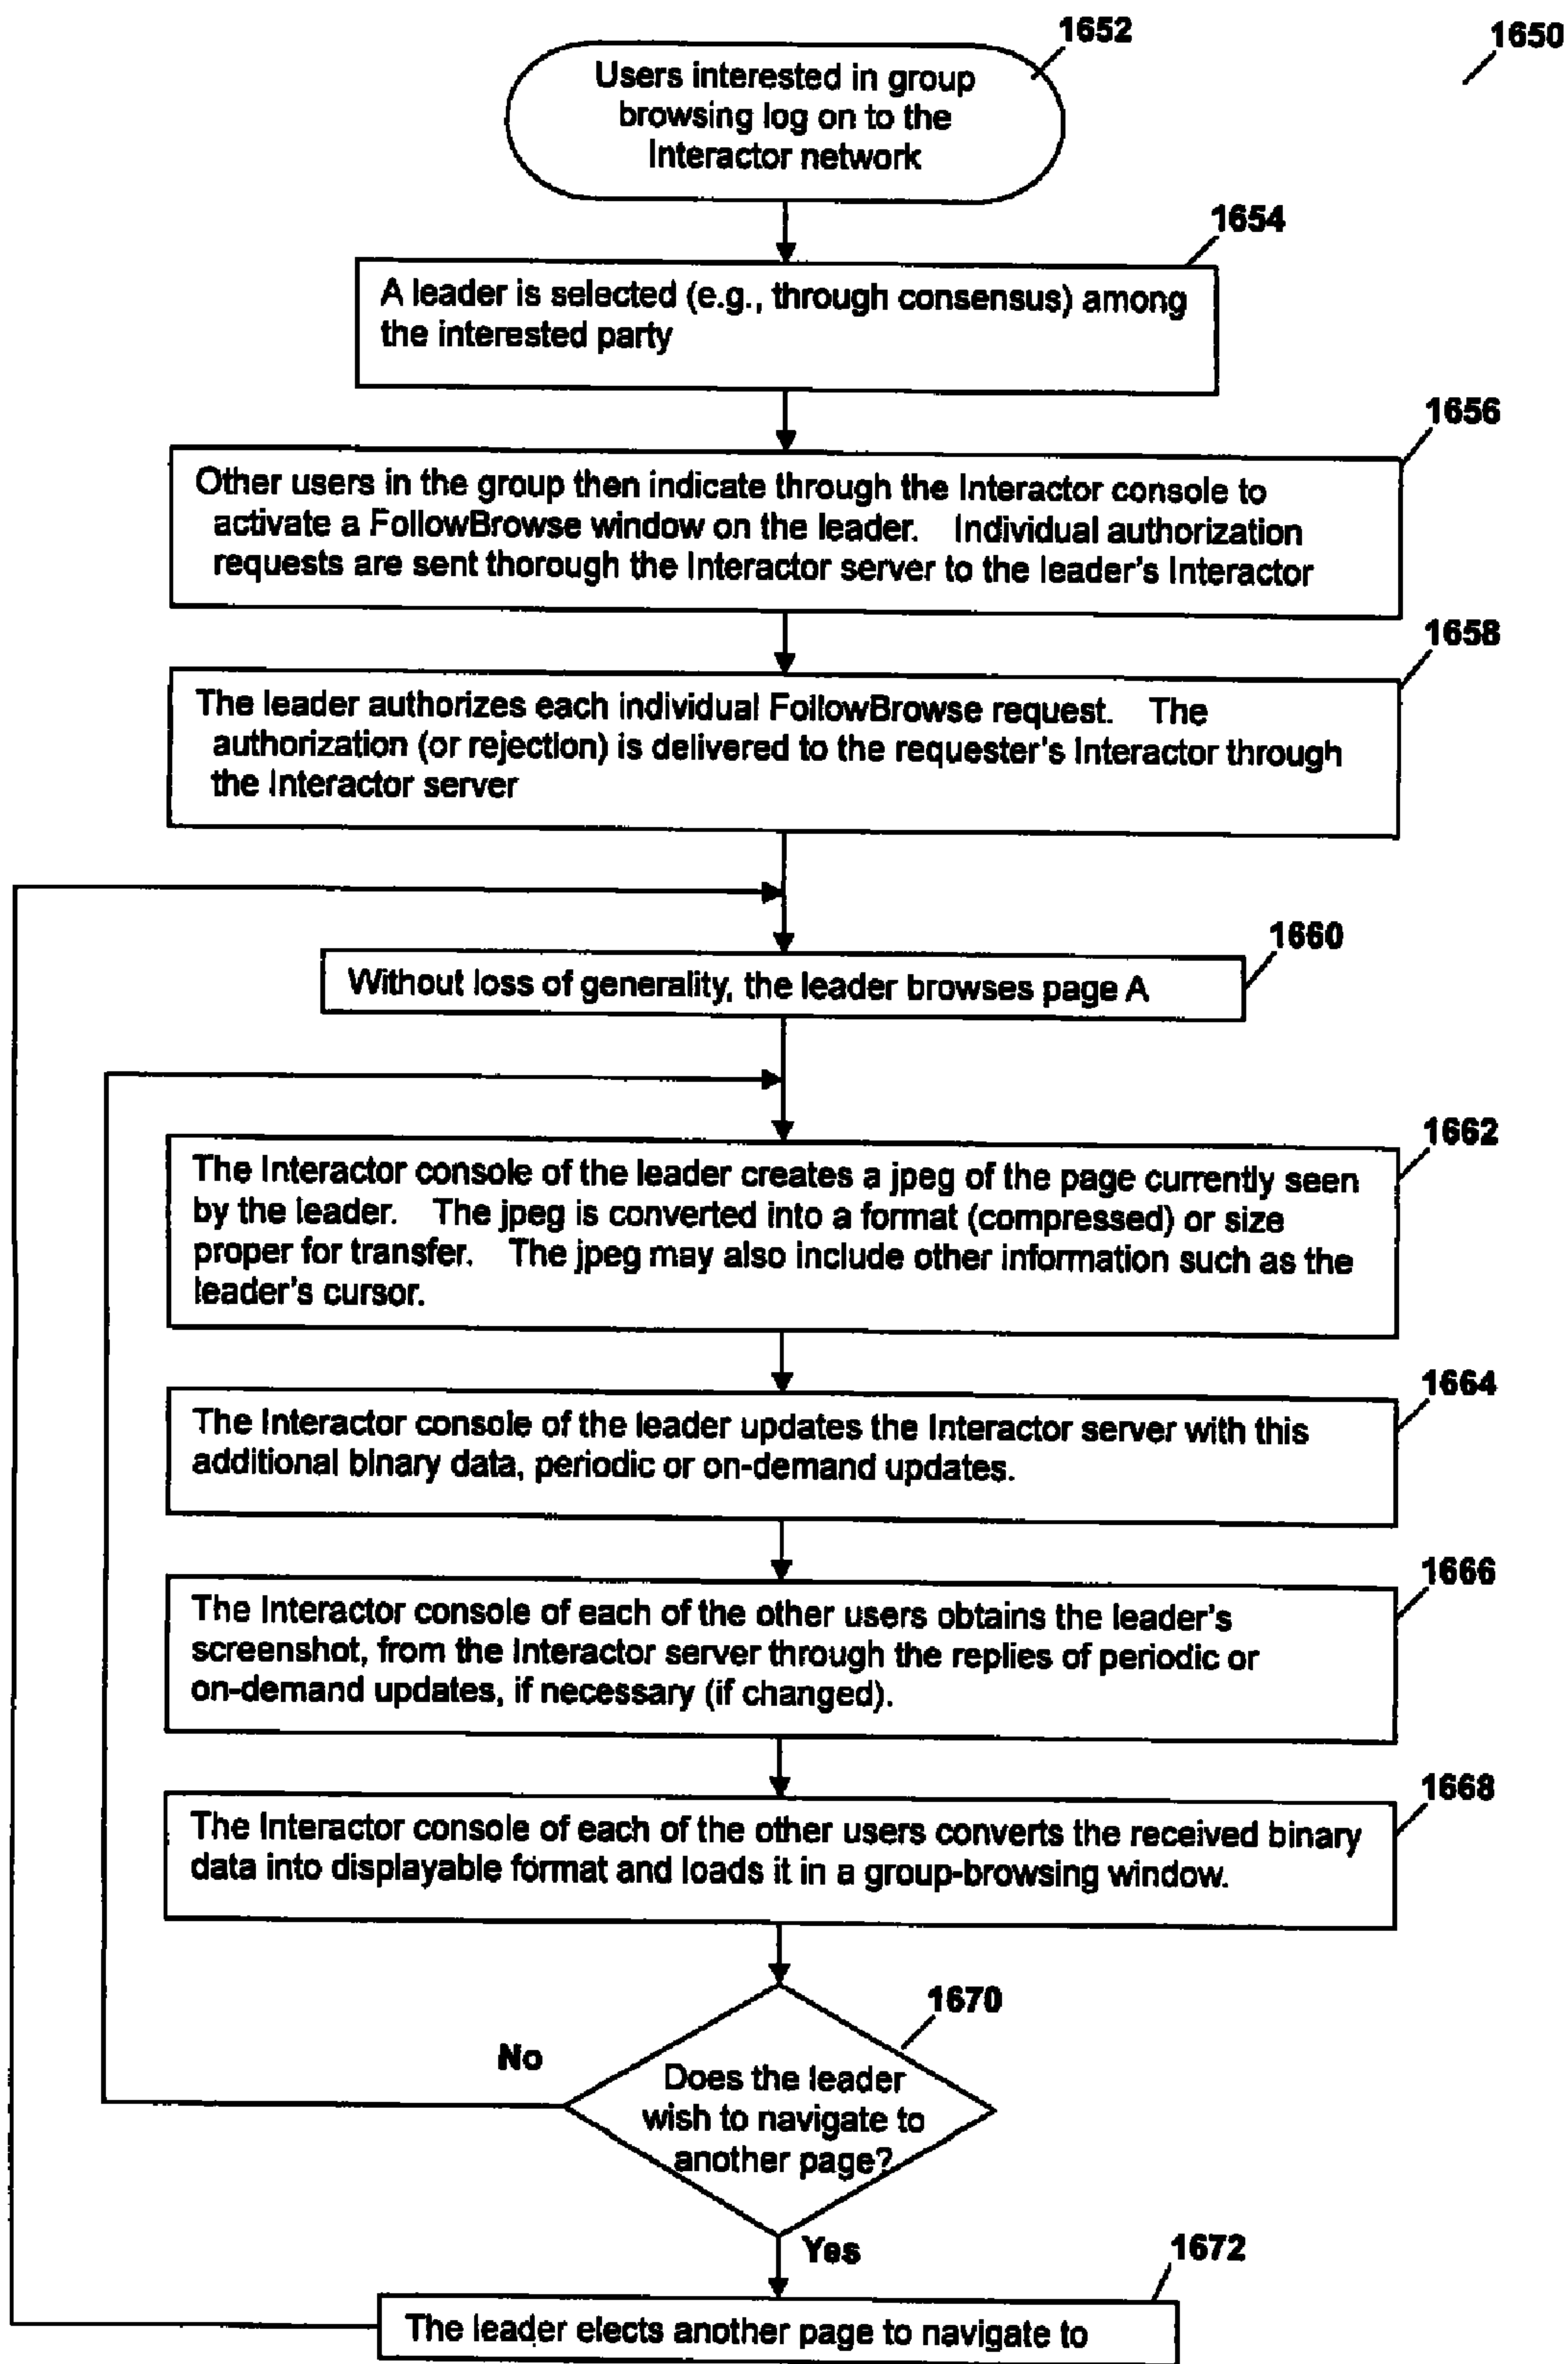 1652
1650
Users interested in group
browsing log on to the
Interactor network
1654
A leader is selected (e.g., through consensus) among
the interested party
1656
Other users in the group then indicate through the Interactor console to
activate a FollowBrowse window on the leader. Individual authorization
requests are sent thorough the Interactor server to the leader's Interactor
1658
The leader authorizes each individual FollowBrowse request. The
authorization (or rejection) is delivered to the requester's Interactor through
the Interactor server
1660
Without loss of generality, the leader browses page A
1662
The Interactor console of the leader creates a jpeg of the page currently seen
by the leader. The jpeg is converted into a format (compressed) or size
proper for transfer. The jpeg may also include other information such as the
leader's cursor.
1664
The Interactor console of the leader updates the Interactor server with this
additional binary data, periodic or on-demand updates.
1666
The Interactor console of each of the other users obtains the leader's
screenshot, from the Interactor server through the replies of periodic or
on-demand updates, if necessary (if changed).
1668
The Interactor console of each of the other users converts the received binary
data into displayable format and loads it in a group-browsing window.
1670
No
Does the leader
wish to navigate to
another page?
Yes
1672
The leader elects another page to navigate to